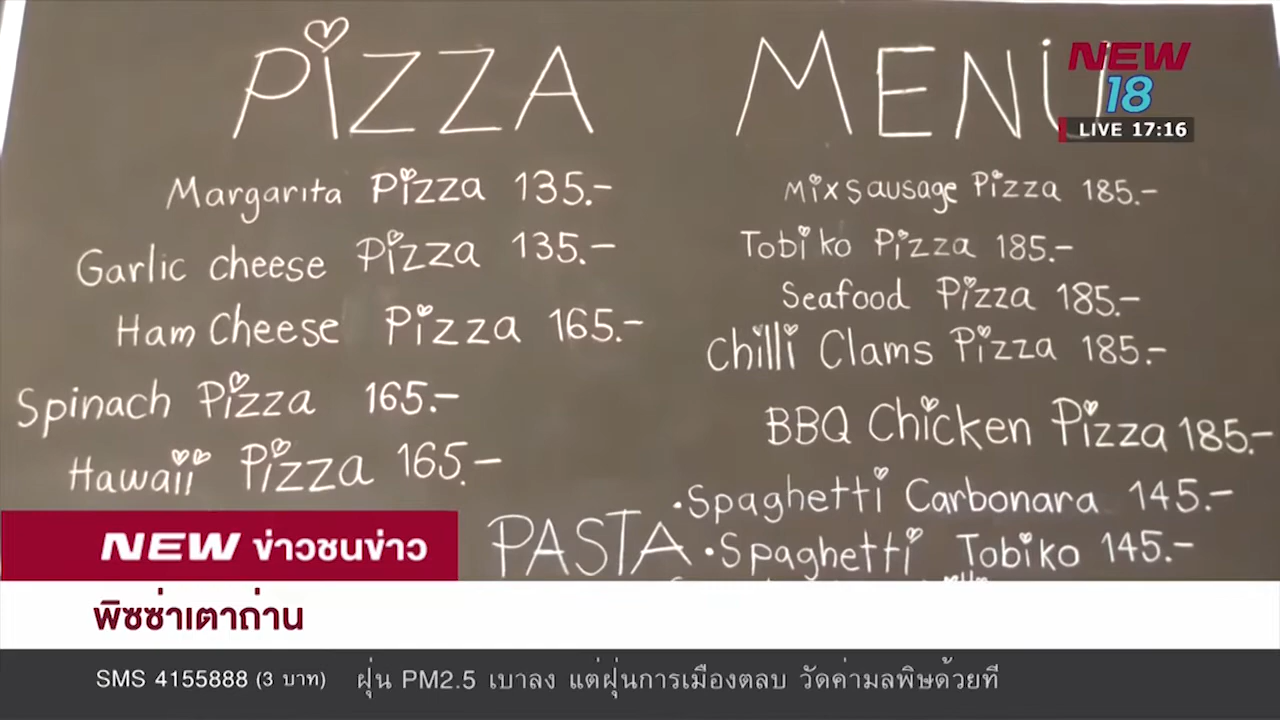 PiZZA MENU
NEW
18
LIVE 17:16
Margarita Pizza 135.-
Garlic cheese Pizza 135.-
Ham Cheese Pizza 165.-
Spinach Pizza 165.-
Hawaii Pizza 165.-
Mix Sausage Pizza 185.-
Tobiko Pizza 185.-
Seafood Pizza 185.-
Chilli Clams Pizza 185.-
BBQ Chicken Pizza 185.-
PASTA
•Spaghetti Carbonara 145.-
•Spaghetti Tobiko 145.-
NEW ข่าวชนข่าว
พิซซ่าเตาถ่าน
SMS 4155888 (3 บาท) ฝุ่น PM2.5 เบาลง แต่ฝุ่นการเมืองตลบ วัดค่ามลพิษด้วยที